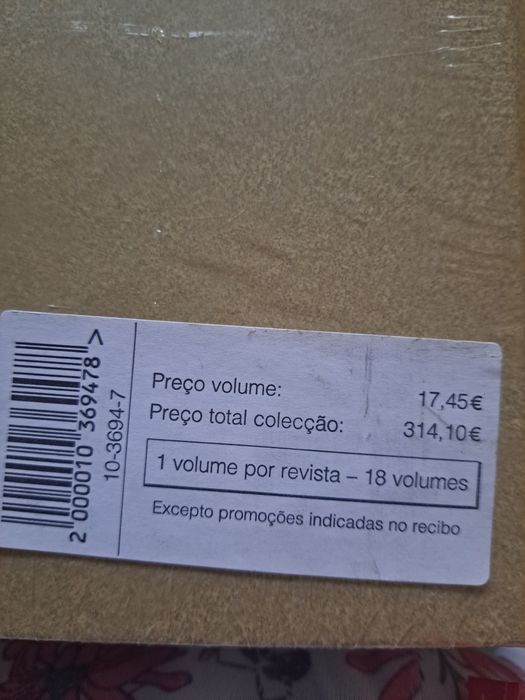 Preço volume: 17,45€
Preço total colecção: 314,10€
1 volume por revista – 18 volumes
Excepto promoções indicadas no recibo
2 000010 369478 >
10-3694-7